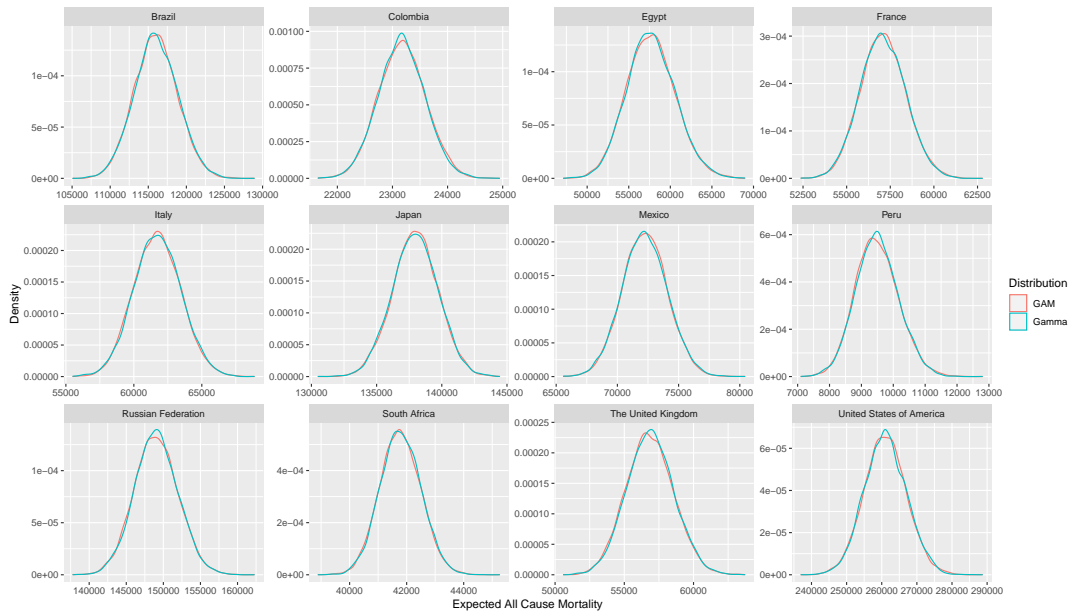 Brazil
Colombia
Egypt
France
1e−04
5e−05
0e+00
105000 110000 115000 120000 125000 130000
0.00100
0.00075
0.00050
0.00025
0.00000
22000 23000 24000 25000
1e−04
5e−05
0e+00
50000 55000 60000 65000 70000
3e−04
2e−04
1e−04
0e+00
52500 55000 57500 60000 62500
Italy
Japan
Mexico
Peru
0.00020
0.00015
0.00010
0.00005
0.00000
55000 60000 65000
0.00020
0.00015
0.00010
0.00005
0.00000
130000 135000 140000 145000
0.00020
0.00015
0.00010
0.00005
0.00000
65000 70000 75000 80000
6e−04
4e−04
2e−04
0e+00
7000 8000 9000 10000 11000 12000 13000
Russian Federation
South Africa
The United Kingdom
United States of America
1e−04
5e−05
0e+00
140000 145000 150000 155000 160000
4e−04
2e−04
0e+00
40000 42000 44000
0.00025
0.00020
0.00015
0.00010
0.00005
0.00000
50000 55000 60000
6e−05
4e−05
2e−05
0e+00
240000 250000 260000 270000 280000 290000
Density
Expected All Cause Mortality
Distribution
GAM
Gamma